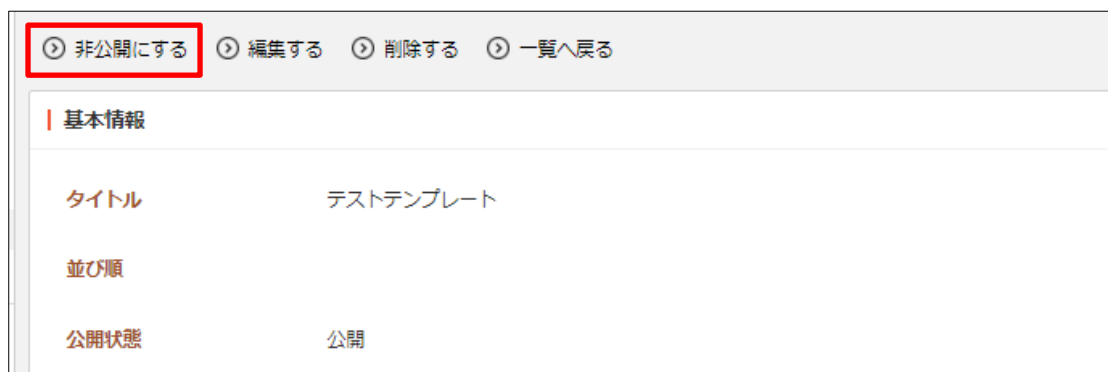 非公開にする 編集する 削除する 一覧へ戻る
基本情報
タイトル テストテンプレート
並び順
公開状態 公開